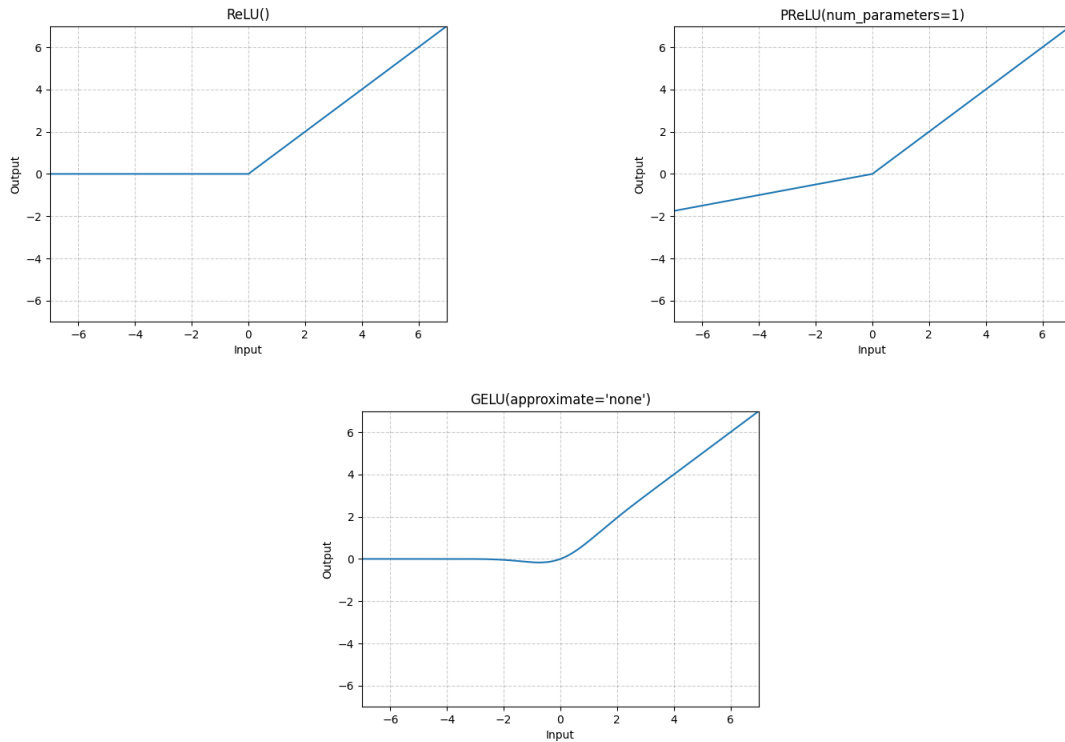 ReLU()
6
4
2
0
−2
−4
−6
Output
−6 −4 −2 0 2 4 6
Input
PReLU(num_parameters=1)
6
4
2
0
−2
−4
−6
Output
−6 −4 −2 0 2 4 6
Input
GELU(approximate='none')
6
4
2
0
−2
−4
−6
Output
−6 −4 −2 0 2 4 6
Input